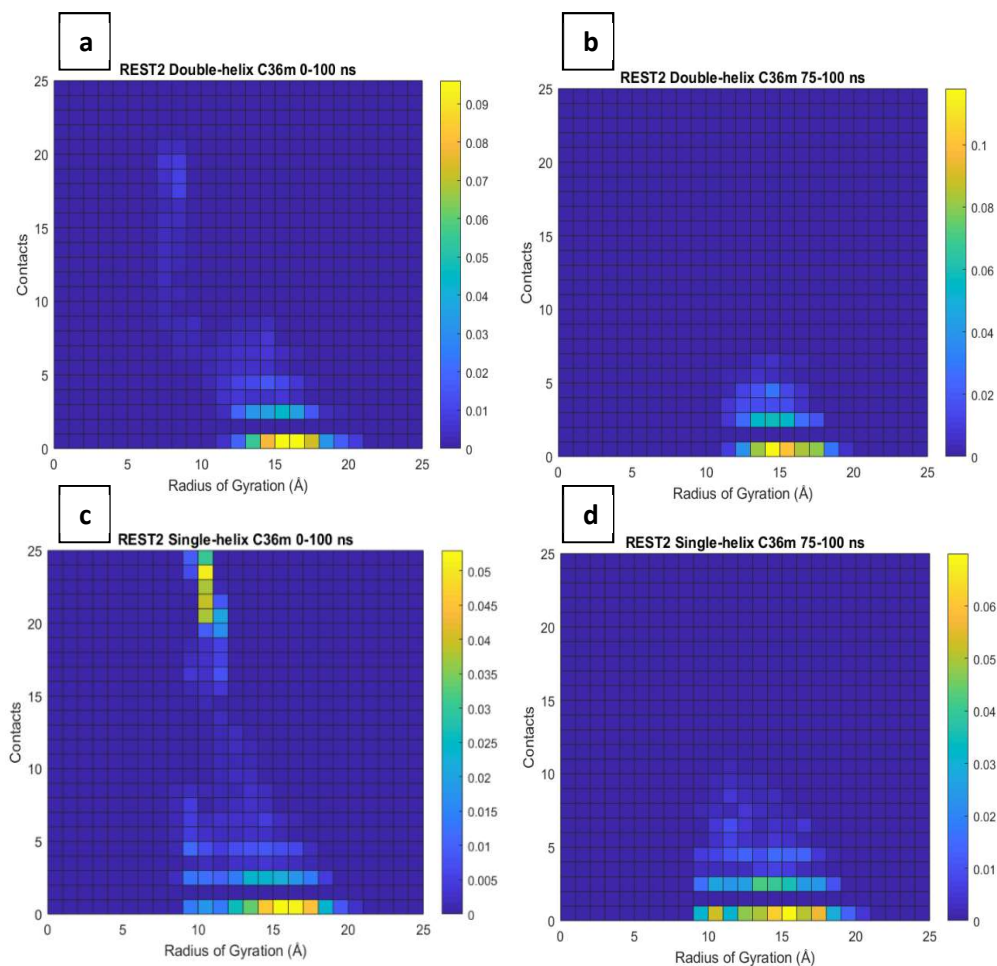 a
REST2 Double-helix C36m 0-100 ns
25
20
15
10
5
0
Contacts
0 5 10 15 20 25
Radius of Gyration (Å)
0.09
0.08
0.07
0.06
0.05
0.04
0.03
0.02
0.01
0
b
REST2 Double-helix C36m 75-100 ns
25
20
15
10
5
0
Contacts
0 5 10 15 20 25
Radius of Gyration (Å)
0.1
0.08
0.06
0.04
0.02
0
c
REST2 Single-helix C36m 0-100 ns
25
20
15
10
5
0
Contacts
0 5 10 15 20 25
Radius of Gyration (Å)
0.05
0.045
0.04
0.035
0.03
0.025
0.02
0.015
0.01
0.005
0
d
REST2 Single-helix C36m 75-100 ns
25
20
15
10
5
0
Contacts
0 5 10 15 20 25
Radius of Gyration (Å)
0.06
0.05
0.04
0.03
0.02
0.01
0